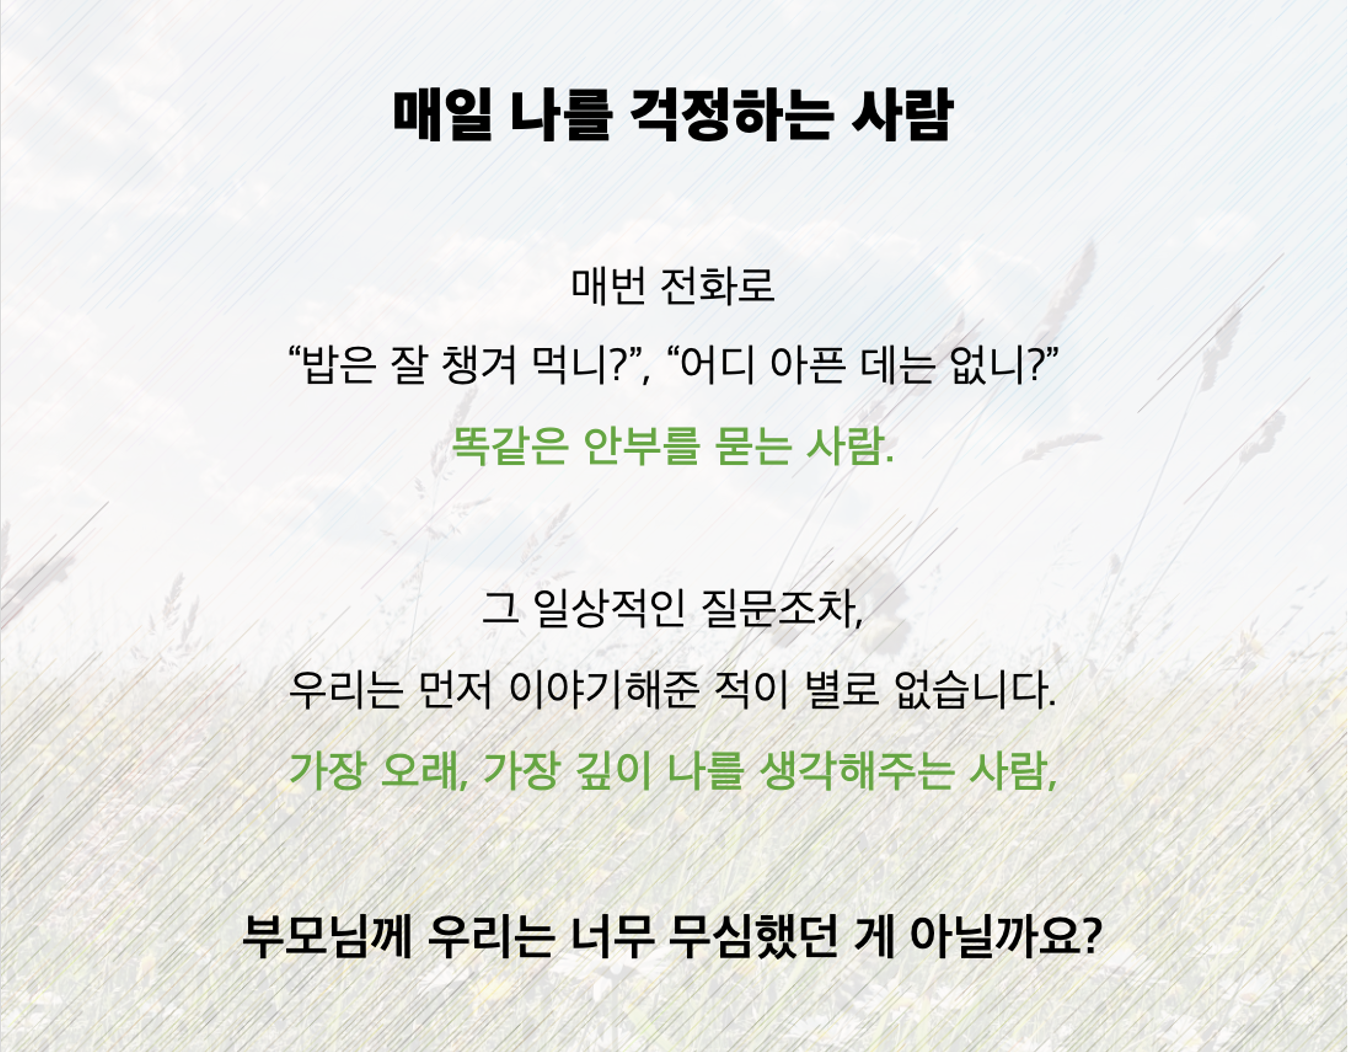 매일 나를 걱정하는 사람
매번 전화로
“밥은 잘 챙겨 먹니?”, “어디 아픈 데는 없니?”
똑같은 안부를 묻는 사람.
그 일상적인 질문조차,
우리는 먼저 이야기해준 적이 별로 없습니다.
가장 오래, 가장 깊이 나를 생각해주는 사람,
부모님께 우리는 너무 무심했던 게 아닐까요?